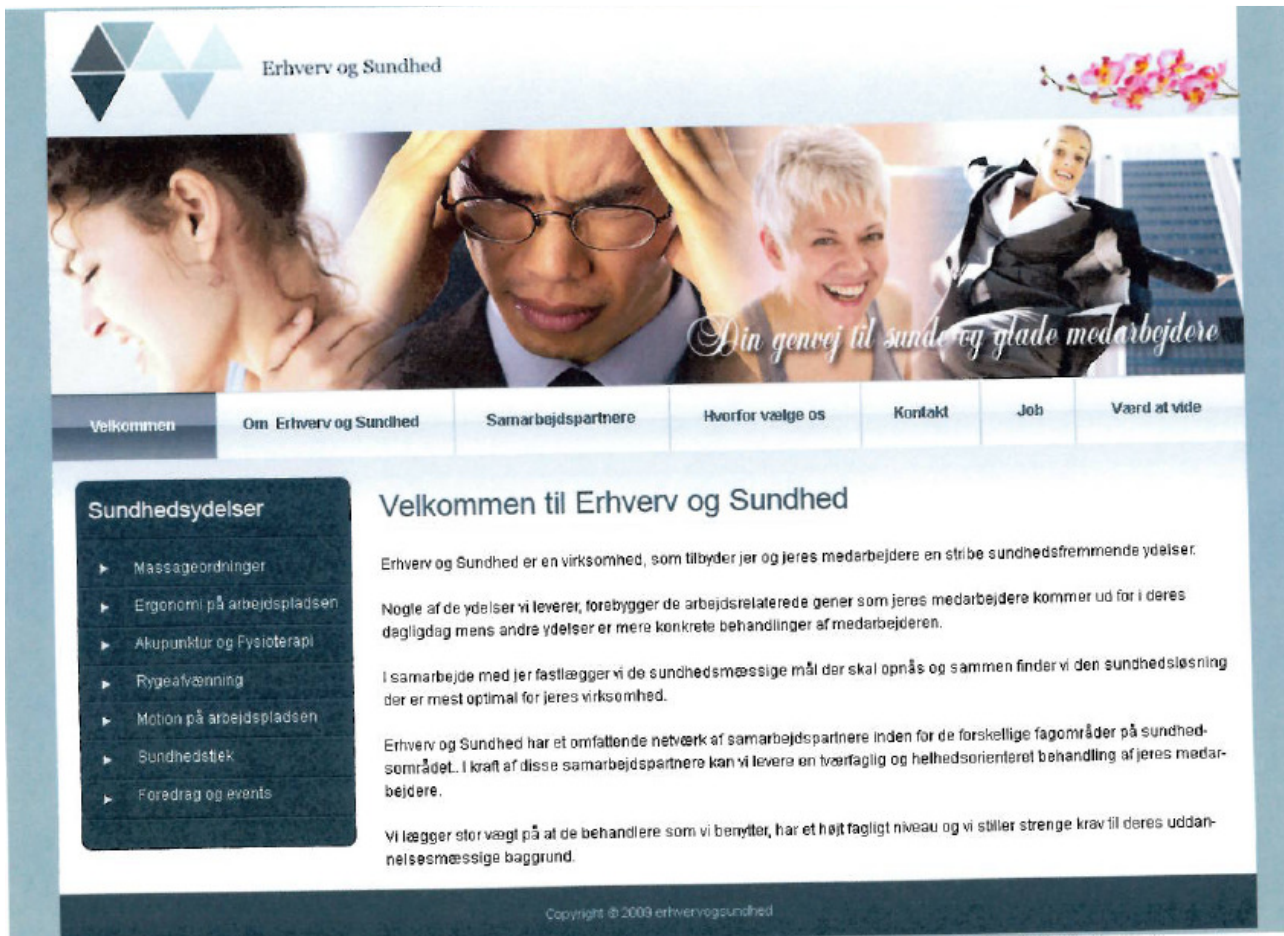 Erhverv og Sundhed
Din genvej til sunde og glade medarbejdere
Velkommen
Om Erhverv og Sundhed
Samarbejdspartnere
Hvorfor vælge os
Kontakt
Job
Værd at vide
Sundhedsydelser
Massageordninger
Ergonomi på arbejdspladsen
Akupunktur og Fysioterapi
Rygeafvænning
Motion på arbejdspladsen
Sundhedstjek
Foredrag og events
Velkommen til Erhverv og Sundhed
Erhverv og Sundhed er en virksomhed, som tilbyder jer og jeres medarbejdere en stribe sundhedsfremmende ydelser.
Nogle af de ydelser vi leverer, forebygger de arbejdsrelaterede gener som jeres medarbejdere kommer ud for i deres
dagligdag mens andre ydelser er mere konkrete behandlinger af medarbejderen.
I samarbejde med jer fastlægger vi de sundhedsmæssige mål der skal opnås og sammen finder vi den sundhedsløsning
der er mest optimal for jeres virksomhed.
Erhverv og Sundhed har et omfattende netværk af samarbejdspartnere inden for de forskellige fagområder på sundhed-
sområdet.. I kraft af disse samarbejdspartnere kan vi levere en tværfaglig og helhedsorienteret behandling af jeres medar-
bejdere.
Vi lægger stor vægt på at de behandlere som vi benytter, har et højt fagligt niveau og vi stiller strenge krav til deres uddan-
nelsesmæssige baggrund.
Copyright © 2009 erhvervogsundhed